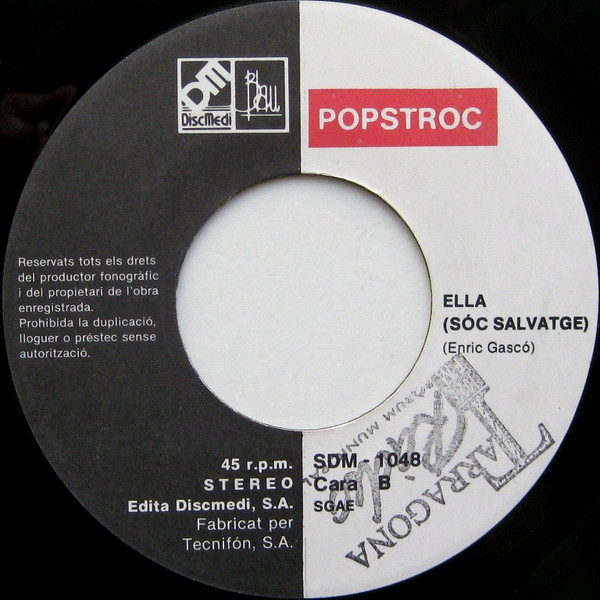 DM
DiscMedi
Blau
POPSTROC
Reservats tots els drets
del productor fonogràfic
i del propietari de l'obra
enregistrada.
Prohibida la duplicació,
lloguer o préstec sense
autorització.
ELLA
(SÓC SALVATGE)
(Enric Gascó)
45 r.p.m.
STEREO
Edita Discmedi, S.A.
Fabricat per
Tecnifón, S.A.
SDM - 1048
Cara B
SGAE
TARRAGONA
Ràdio
MUNICIPAL